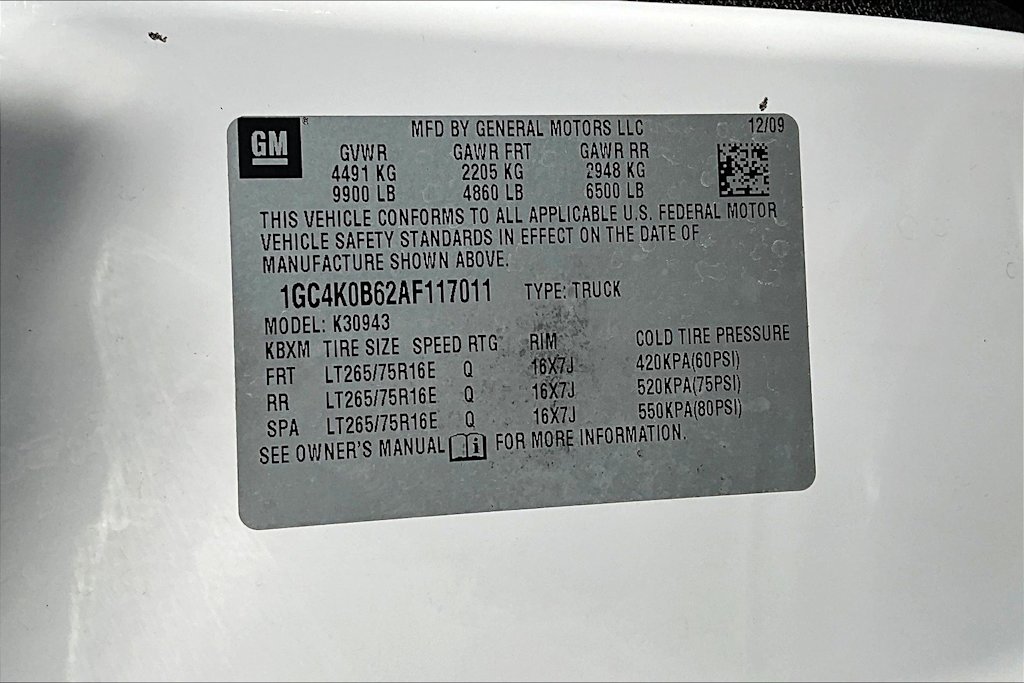 GM
MFD BY GENERAL MOTORS LLC 12/09
GVWR GAWR FRT GAWR RR
4491 KG 2205 KG 2948 KG
9900 LB 4860 LB 6500 LB
THIS VEHICLE CONFORMS TO ALL APPLICABLE U.S. FEDERAL MOTOR
VEHICLE SAFETY STANDARDS IN EFFECT ON THE DATE OF
MANUFACTURE SHOWN ABOVE.
1GC4K0B62AF117011 TYPE: TRUCK
MODEL: K30943
KBXM TIRE SIZE SPEED RTG RIM COLD TIRE PRESSURE
FRT LT265/75R16E Q 16X7J 420KPA(60PSI)
RR LT265/75R16E Q 16X7J 520KPA(75PSI)
SPA LT265/75R16E Q 16X7J 550KPA(80PSI)
SEE OWNER'S MANUAL i FOR MORE INFORMATION.